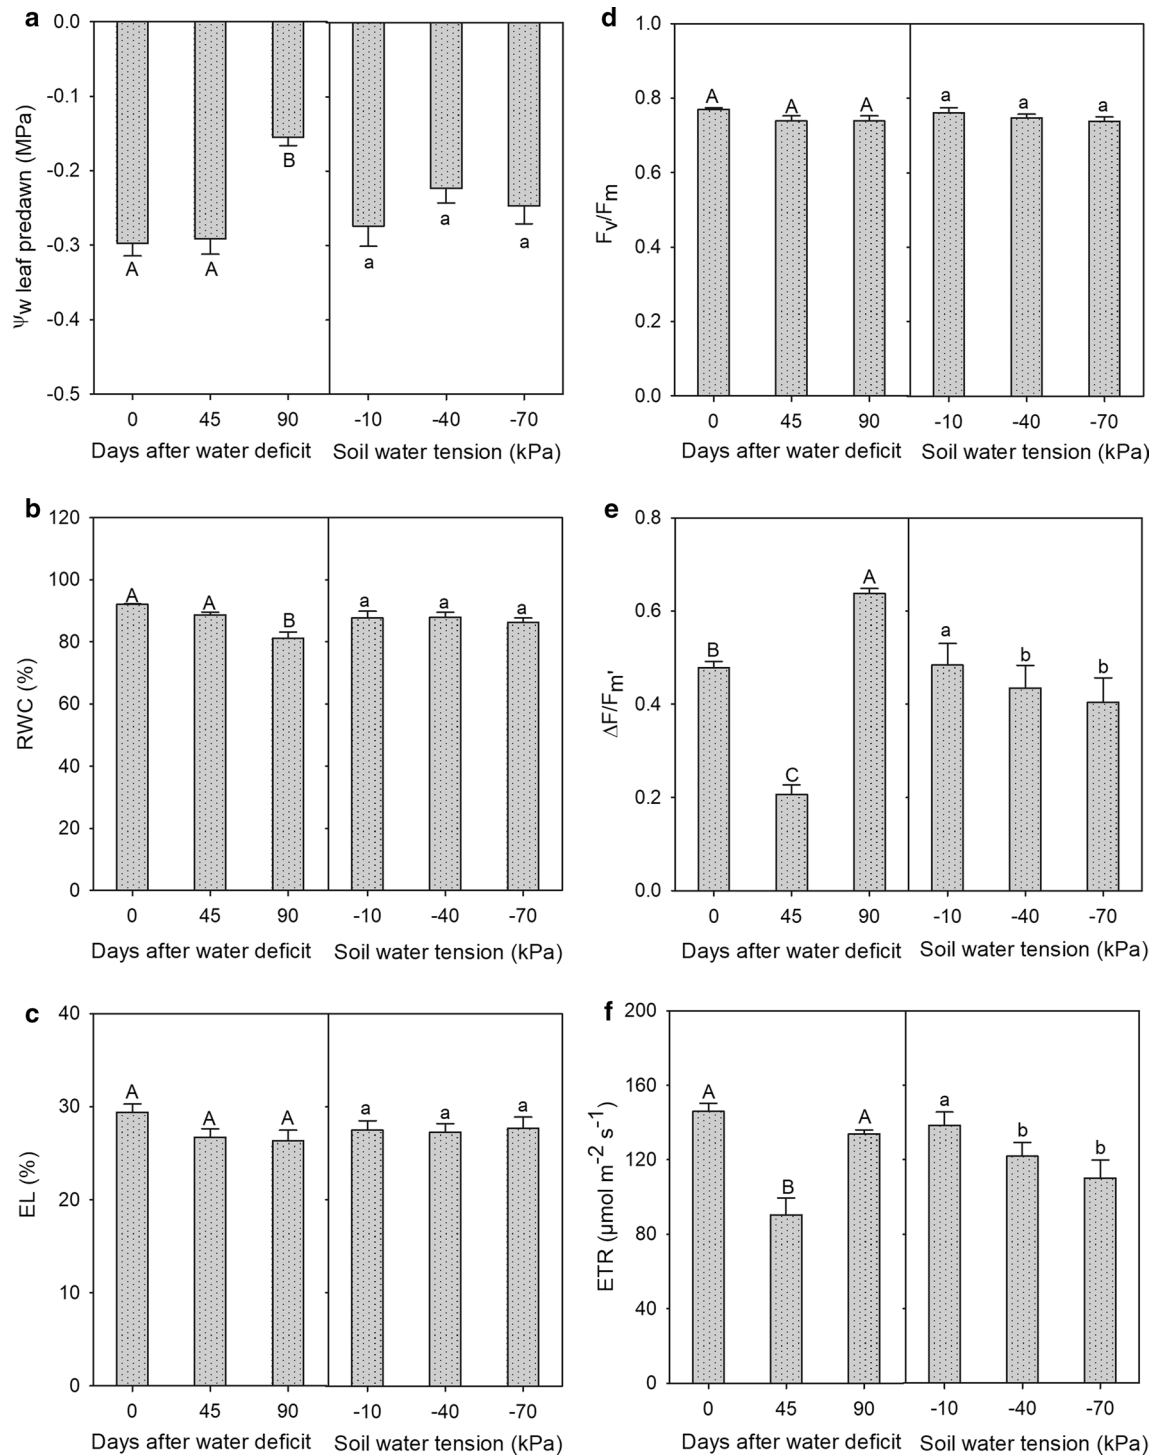 a
Ψw leaf predawn (MPa)
0.0
-0.1
-0.2
-0.3
-0.4
-0.5
A
A
B
a
a
a
0 45 90 -10 -40 -70
Days after water deficit Soil water tension (kPa)
b
RWC (%)
120
100
80
60
40
20
0
A
A
B
a
a
a
0 45 90 -10 -40 -70
Days after water deficit Soil water tension (kPa)
c
EL (%)
40
30
20
10
0
A
A
A
a
a
a
0 45 90 -10 -40 -70
Days after water deficit Soil water tension (kPa)
d
Fv/Fm
1.0
0.8
0.6
0.4
0.2
0.0
A
A
A
a
a
a
0 45 90 -10 -40 -70
Days after water deficit Soil water tension (kPa)
e
ΔF/Fm'
0.8
0.6
0.4
0.2
0.0
B
C
A
a
b
b
0 45 90 -10 -40 -70
Days after water deficit Soil water tension (kPa)
f
ETR (µmol m⁻² s⁻¹)
200
160
120
80
40
0
A
B
A
a
b
b
0 45 90 -10 -40 -70
Days after water deficit Soil water tension (kPa)